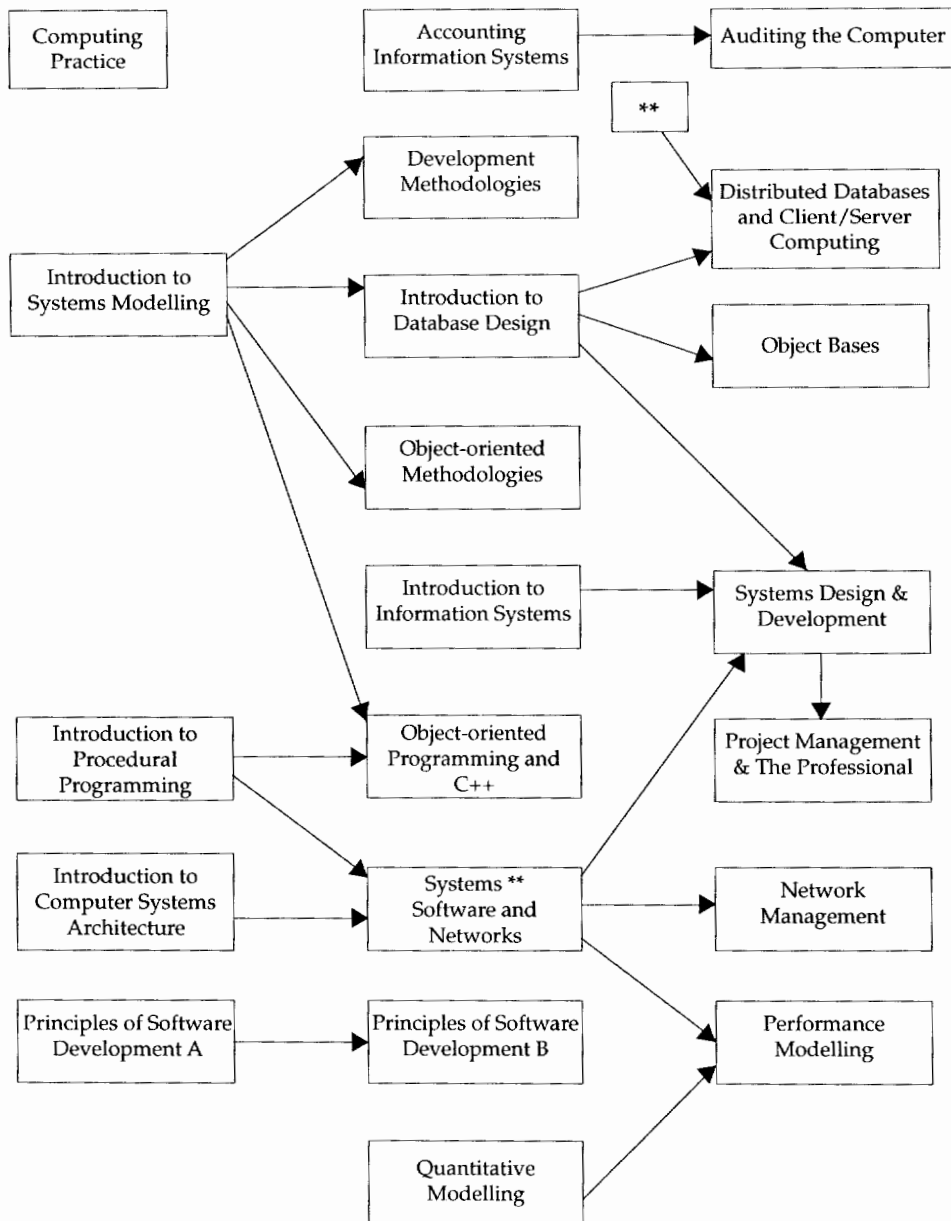 Computing
Practice
Accounting
Information Systems
Auditing the Computer
**
Development
Methodologies
Distributed Databases
and Client/Server
Computing
Introduction to
Systems Modelling
Introduction to
Database Design
Object Bases
Object-oriented
Methodologies
Introduction to
Information Systems
Systems Design &
Development
Introduction to
Procedural
Programming
Object-oriented
Programming and
C++
Project Management
& The Professional
Introduction to
Computer Systems
Architecture
Systems **
Software and
Networks
Network
Management
Principles of Software
Development A
Principles of Software
Development B
Performance
Modelling
Quantitative
Modelling